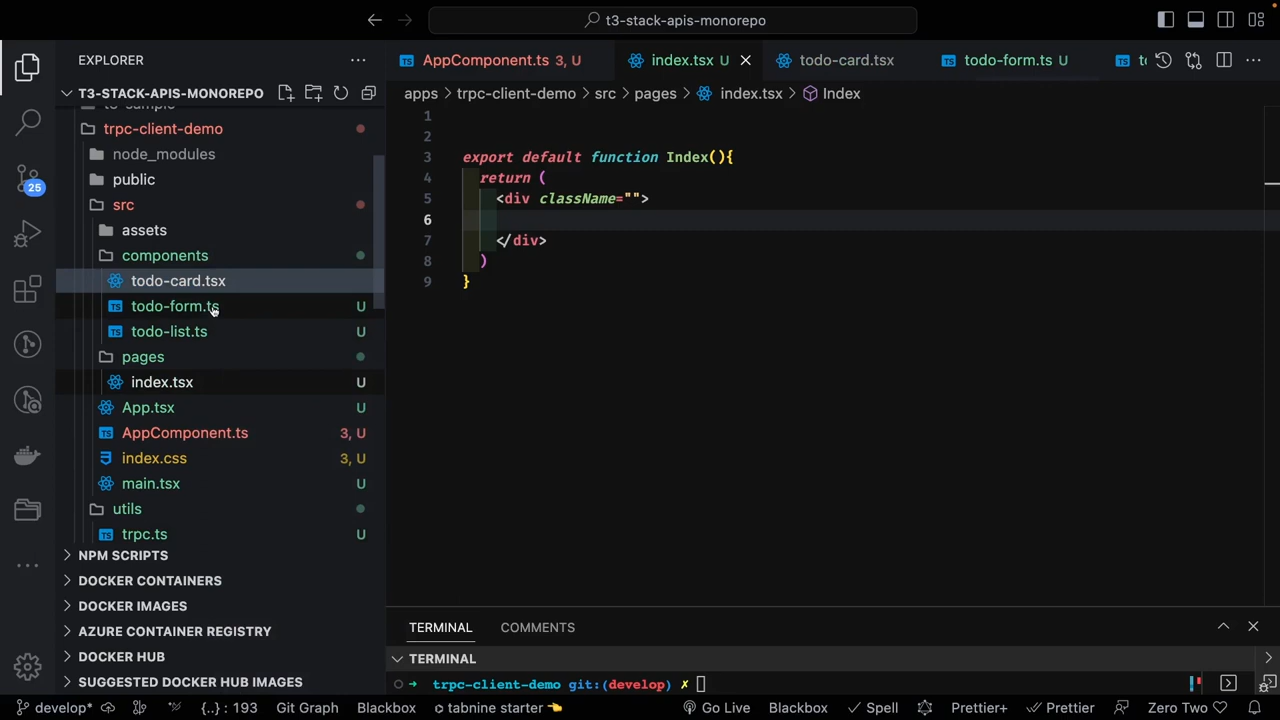 t3-stack-apis-monorepo
EXPLORER
AppComponent.ts 3, U
index.tsx U
todo-card.tsx
todo-form.ts U
T3-STACK-APIS-MONOREPO
apps > trpc-client-demo > src > pages > index.tsx > Index
trpc-client-demo
node_modules
public
src
assets
components
todo-card.tsx
todo-form.ts U
todo-list.ts U
pages
index.tsx U
App.tsx U
AppComponent.ts 3, U
index.css 3, U
main.tsx U
utils
trpc.ts U
NPM SCRIPTS
DOCKER CONTAINERS
DOCKER IMAGES
AZURE CONTAINER REGISTRY
DOCKER HUB
SUGGESTED DOCKER HUB IMAGES
25
1
2
3 export default function Index(){
4 return (
5 <div className="">
6
7 </div>
8 )
9 }
TERMINAL COMMENTS
TERMINAL
trpc-client-demo git:(develop) ✗
develop* {..} : 193 Git Graph Blackbox tabnine starter 👈 Go Live Blackbox Spell Prettier+ Prettier Zero Two